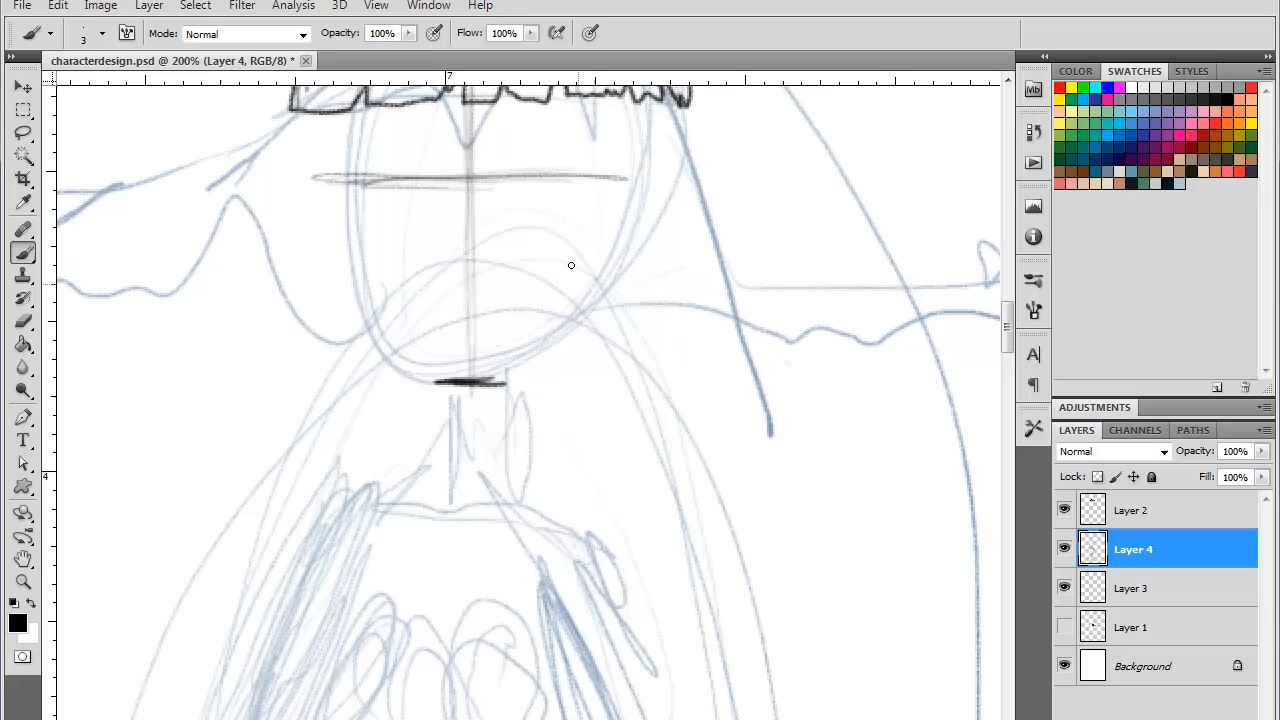 File Edit Image Layer Select Filter Analysis 3D View Window Help
3 Mode: Normal Opacity: 100% Flow: 100%
characterdesign.psd @ 200% (Layer 4, RGB/8) *
7
4
COLOR SWATCHES STYLES
Mb
ADJUSTMENTS
LAYERS CHANNELS PATHS
Normal Opacity: 100%
Lock: Fill: 100%
Layer 2
Layer 4
Layer 3
Layer 1
Background